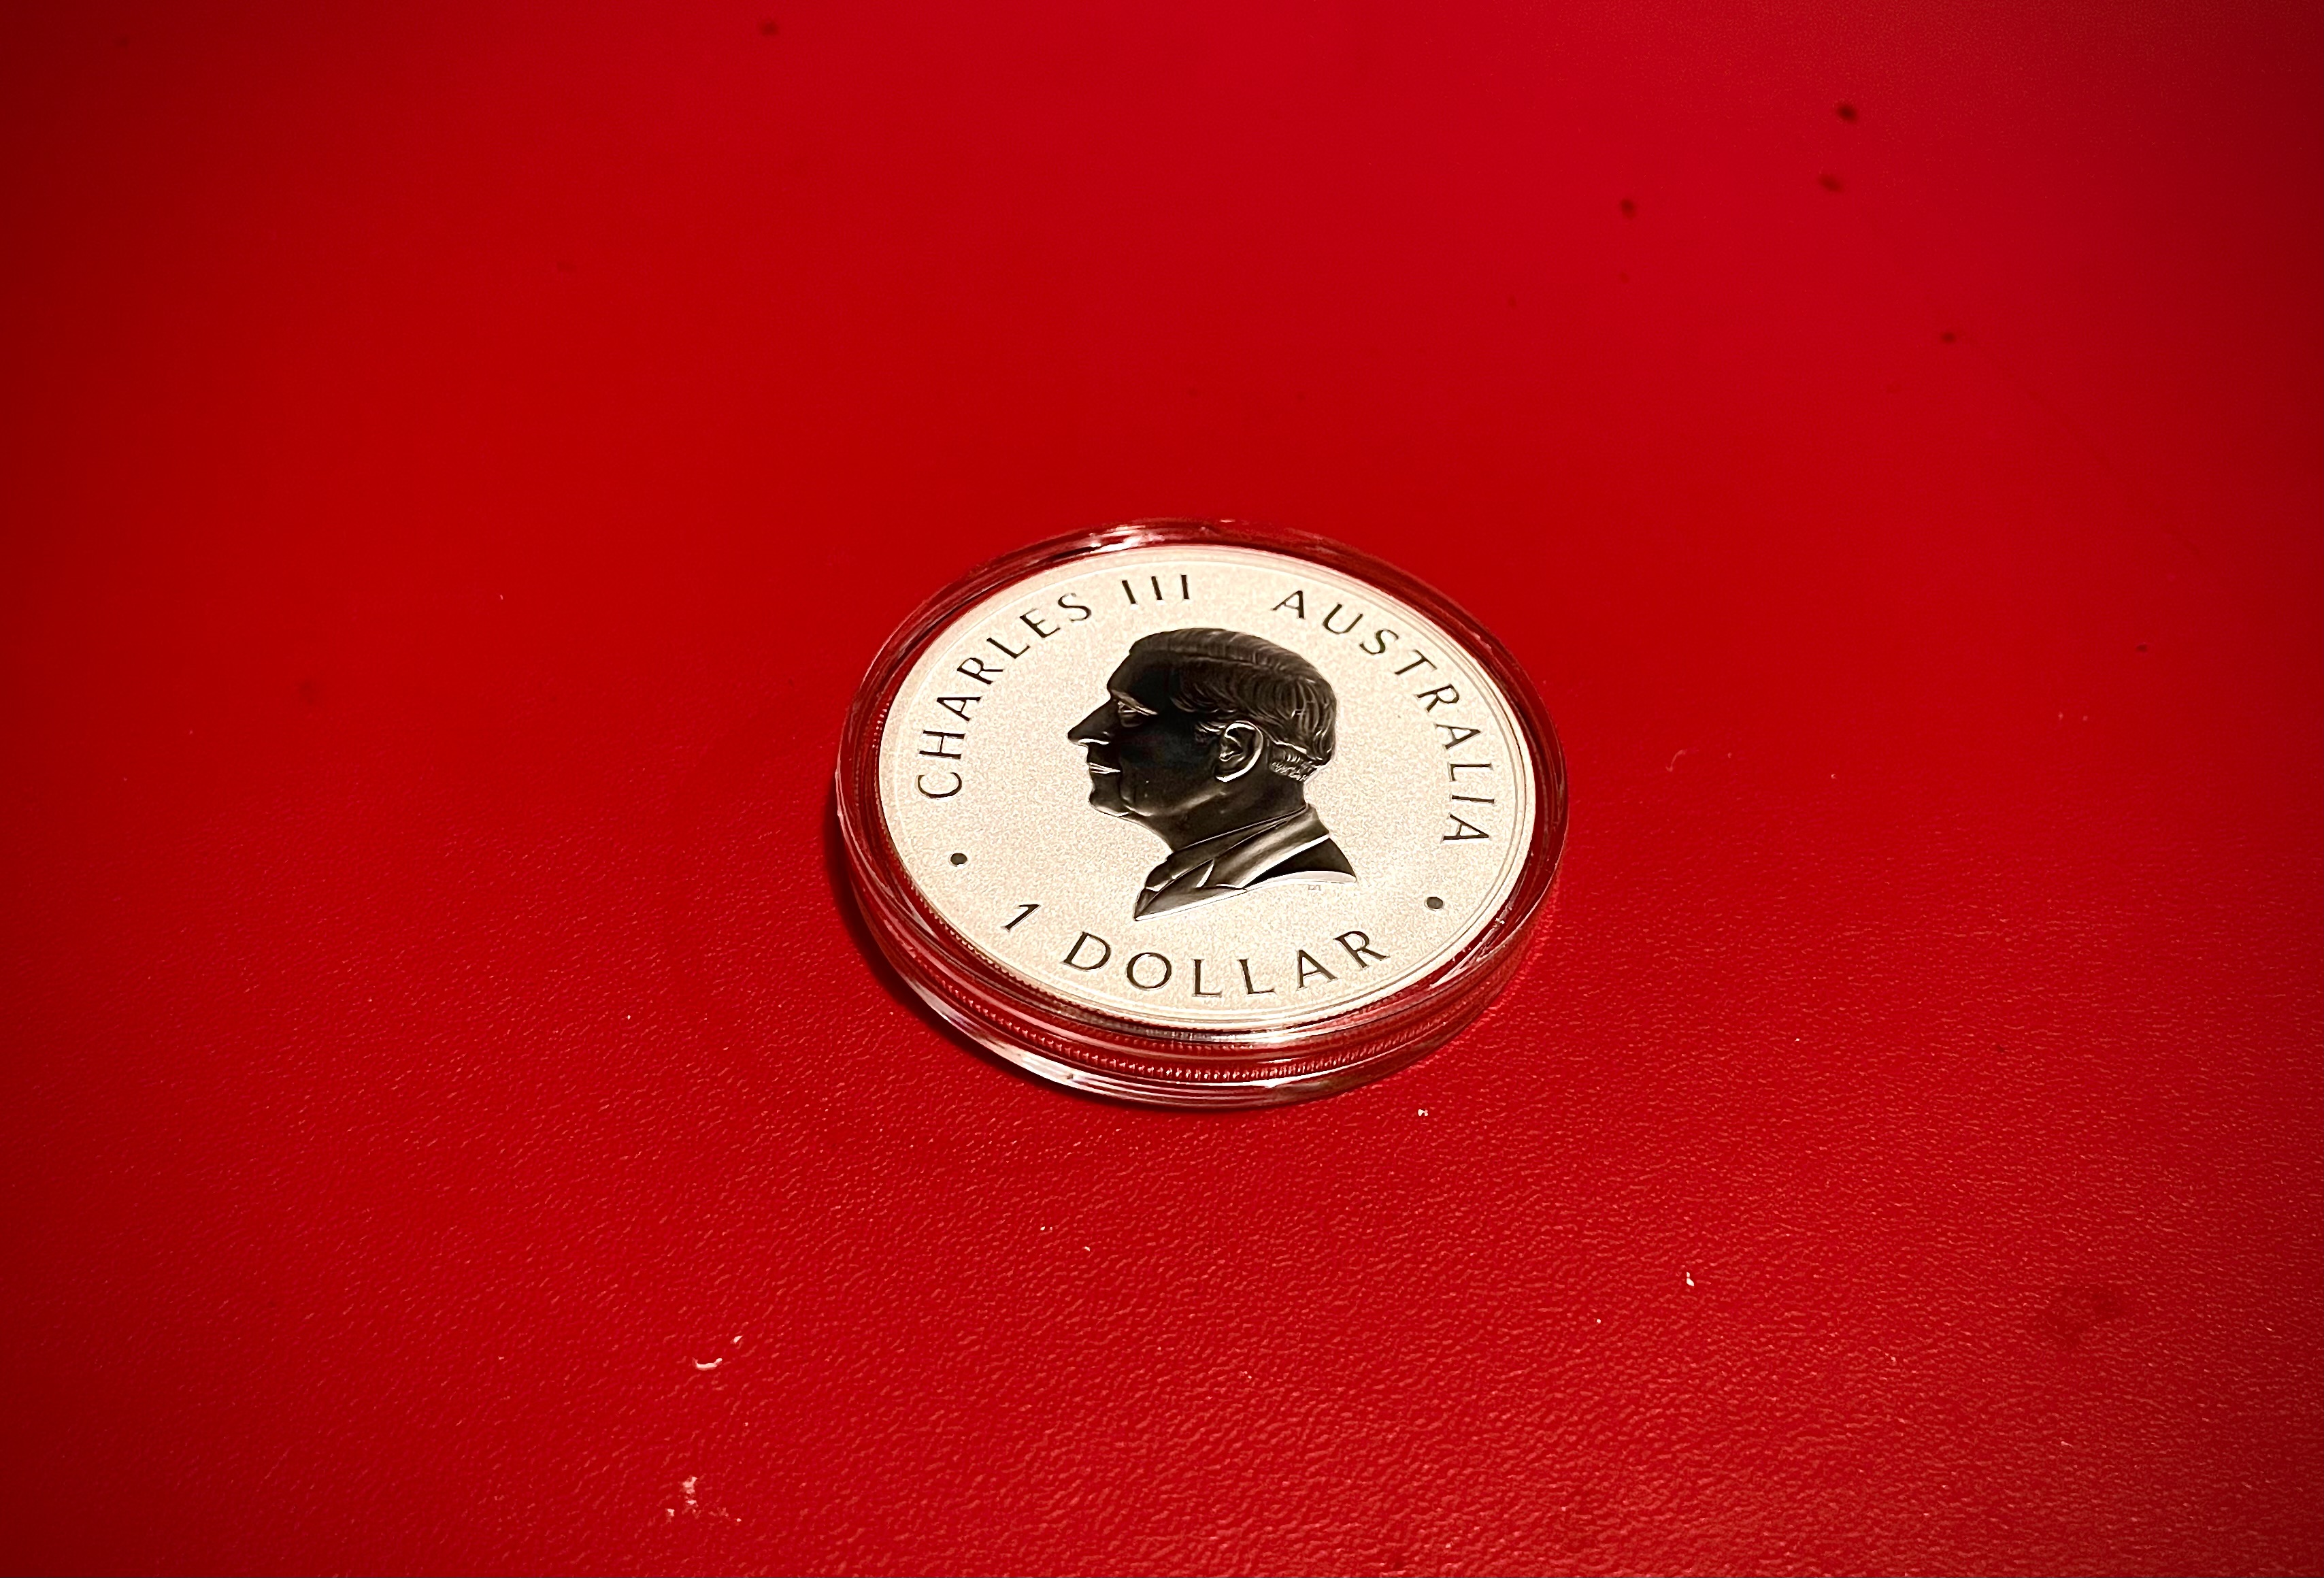 CHARLES III AUSTRALIA
• 1 DOLLAR •